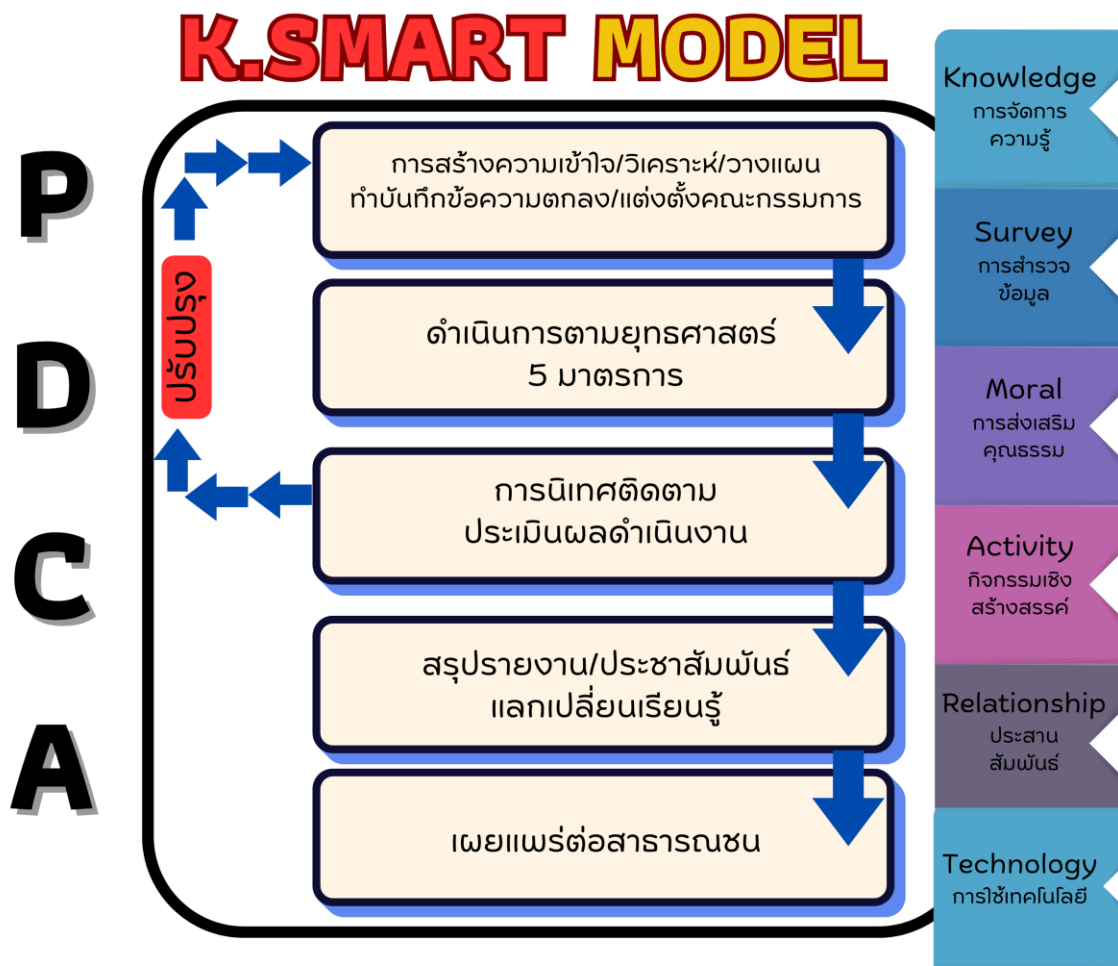 K.SMART MODEL
P
D
C
A
การสร้างความเข้าใจ/วิเคราะห์/วางแผน
ทำบันทึกข้อความตกลง/แต่งตั้งคณะกรรมการ
ดำเนินการตามยุทธศาสตร์
5 มาตรการ
การนิเทศติดตาม
ประเมินผลดำเนินงาน
สรุปรายงาน/ประชาสัมพันธ์
แลกเปลี่ยนเรียนรู้
เผยแพร่ต่อสาธารณชน
ปรับปรุง
Knowledge
การจัดการ
ความรู้
Survey
การสำรวจ
ข้อมูล
Moral
การส่งเสริม
คุณธรรม
Activity
กิจกรรมเชิง
สร้างสรรค์
Relationship
ประสาน
สัมพันธ์
Technology
การใช้เทคโนโลยี